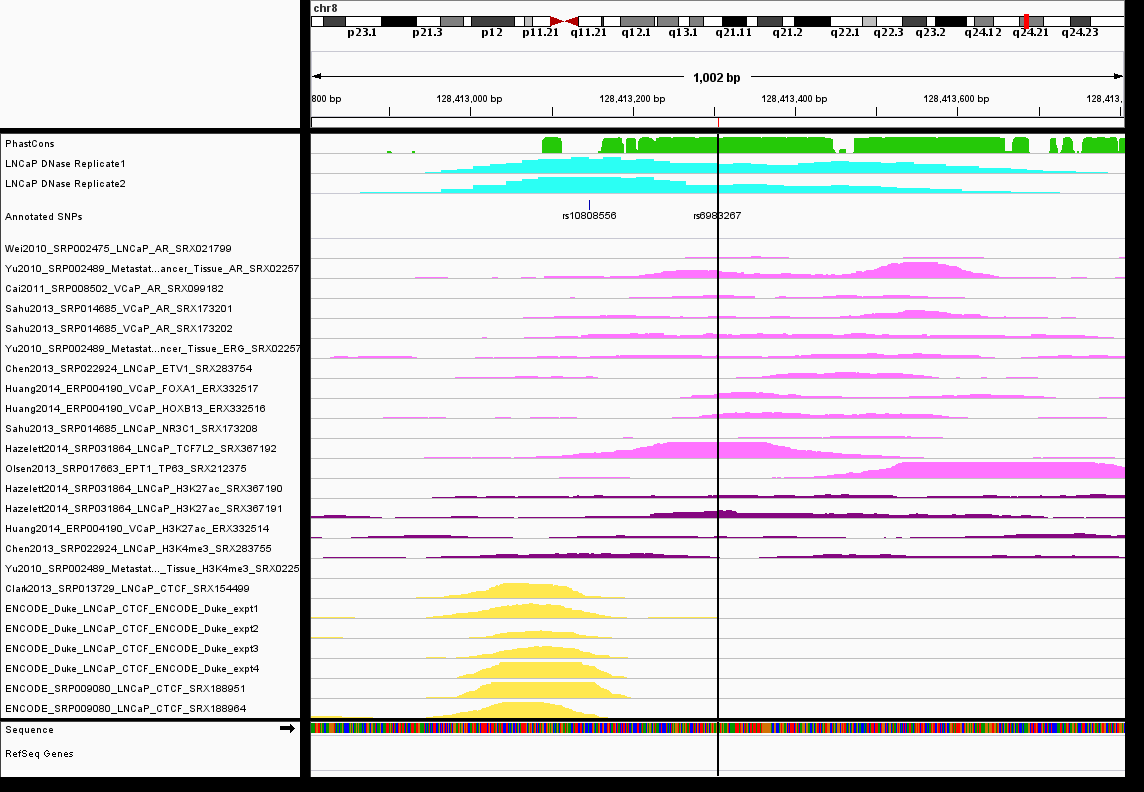 chr8
p23.1 p21.3 p12 p11.21 q11.21 q12.1 q13.1 q21.11 q21.2 q22.1 q22.3 q23.2 q24.12 q24.21 q24.23
1,002 bp
800 bp 128,413,000 bp 128,413,200 bp 128,413,400 bp 128,413,600 bp 128,413,
PhastCons
LNCaP DNase Replicate1
LNCaP DNase Replicate2
Annotated SNPs
rs10808556 rs6983267
Wei2010_SRP002475_LNCaP_AR_SRX021799
Yu2010_SRP002489_Metastat...ancer_Tissue_AR_SRX02257
Cai2011_SRP008502_VCaP_AR_SRX099182
Sahu2013_SRP014685_VCaP_AR_SRX173201
Sahu2013_SRP014685_VCaP_AR_SRX173202
Yu2010_SRP002489_Metastat...ncer_Tissue_ERG_SRX02257
Chen2013_SRP022924_LNCaP_ETV1_SRX283754
Huang2014_ERP004190_VCaP_FOXA1_ERX332517
Huang2014_ERP004190_VCaP_HOXB13_ERX332516
Sahu2013_SRP014685_LNCaP_NR3C1_SRX173208
Hazelett2014_SRP031864_LNCaP_TCF7L2_SRX367192
Olsen2013_SRP017663_EPT1_TP63_SRX212375
Hazelett2014_SRP031864_LNCaP_H3K27ac_SRX367190
Hazelett2014_SRP031864_LNCaP_H3K27ac_SRX367191
Huang2014_ERP004190_VCaP_H3K27ac_ERX332514
Chen2013_SRP022924_LNCaP_H3K4me3_SRX283755
Yu2010_SRP002489_Metastat..._Tissue_H3K4me3_SRX0225
Clark2013_SRP013729_LNCaP_CTCF_SRX154499
ENCODE_Duke_LNCaP_CTCF_ENCODE_Duke_expt1
ENCODE_Duke_LNCaP_CTCF_ENCODE_Duke_expt2
ENCODE_Duke_LNCaP_CTCF_ENCODE_Duke_expt3
ENCODE_Duke_LNCaP_CTCF_ENCODE_Duke_expt4
ENCODE_SRP009080_LNCaP_CTCF_SRX188951
ENCODE_SRP009080_LNCaP_CTCF_SRX188964
Sequence
RefSeq Genes